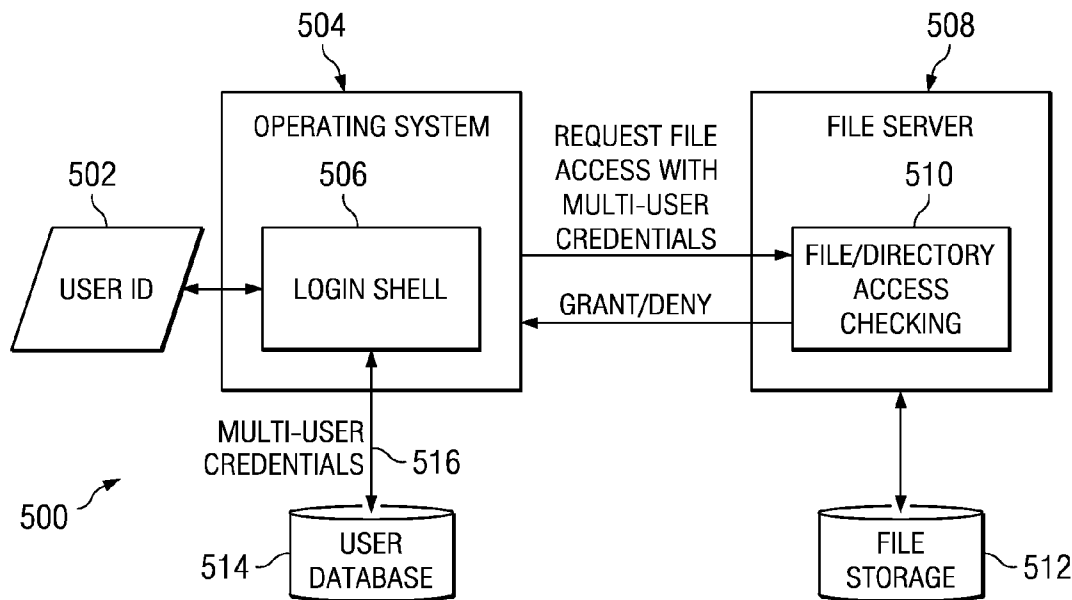 504
508
OPERATING SYSTEM
REQUEST FILE
ACCESS WITH
MULTI-USER
CREDENTIALS
FILE SERVER
502
506
510
USER ID
LOGIN SHELL
FILE/DIRECTORY
ACCESS
CHECKING
GRANT/DENY
MULTI-USER
CREDENTIALS
516
500
514
USER
DATABASE
FILE
STORAGE
512